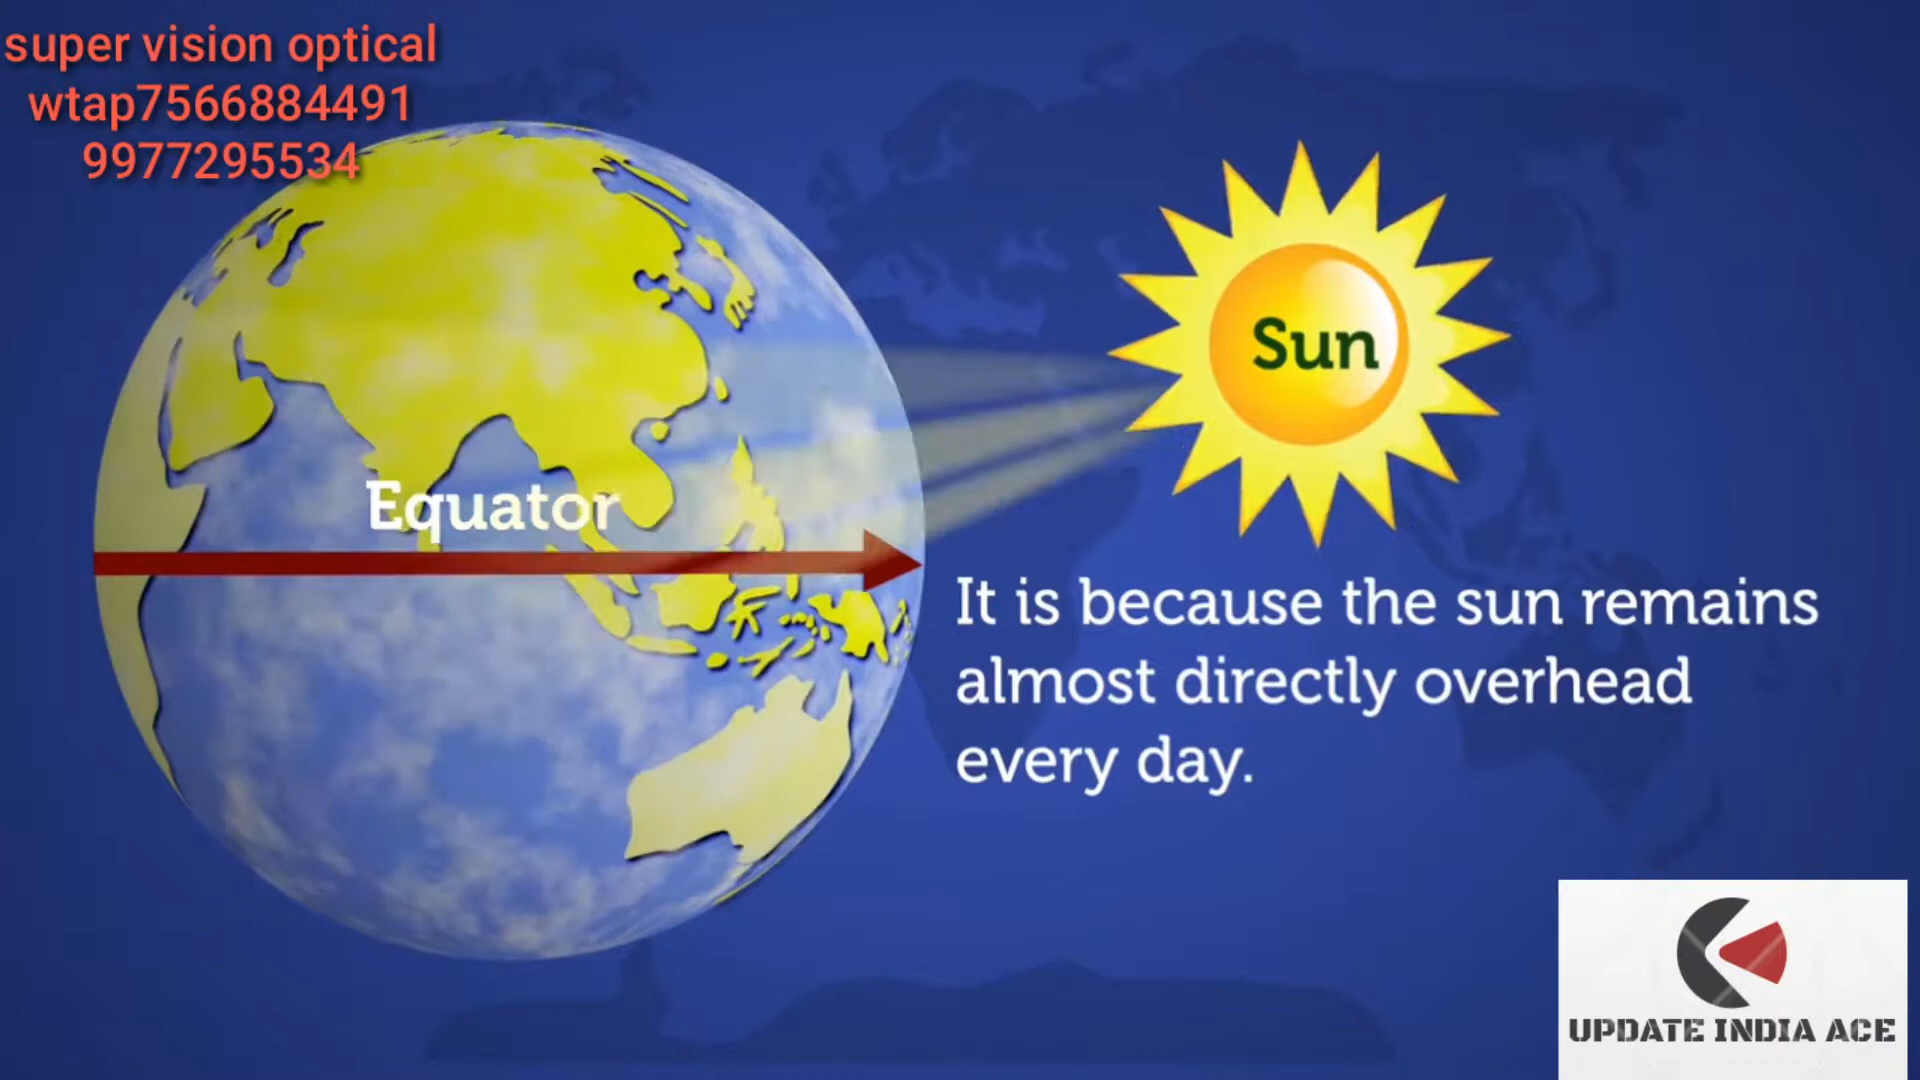 super vision optical
wtap7566884491
9977295534
Sun
Equator
It is because the sun remains
almost directly overhead
every day.
UPDATE INDIA ACE